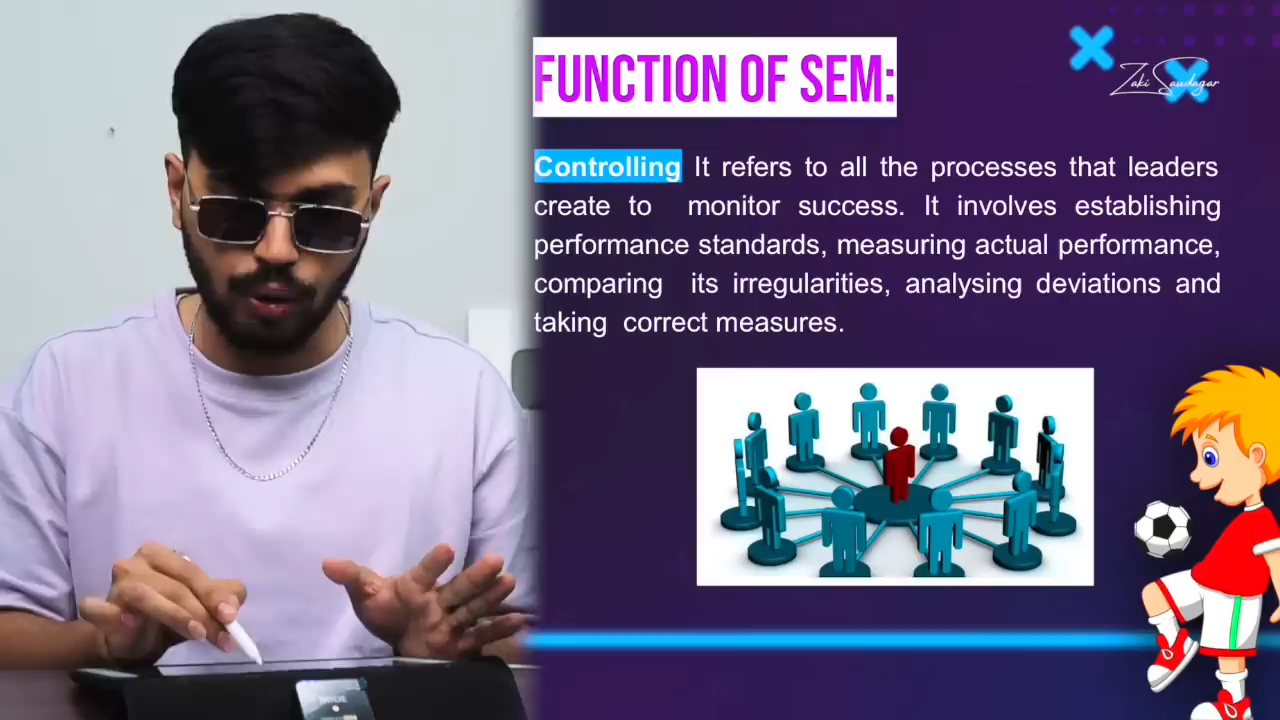 FUNCTION OF SEM:
Zaki Saudagar
Controlling It refers to all the processes that leaders
create to monitor success. It involves establishing
performance standards, measuring actual performance,
comparing its irregularities, analysing deviations and
taking correct measures.